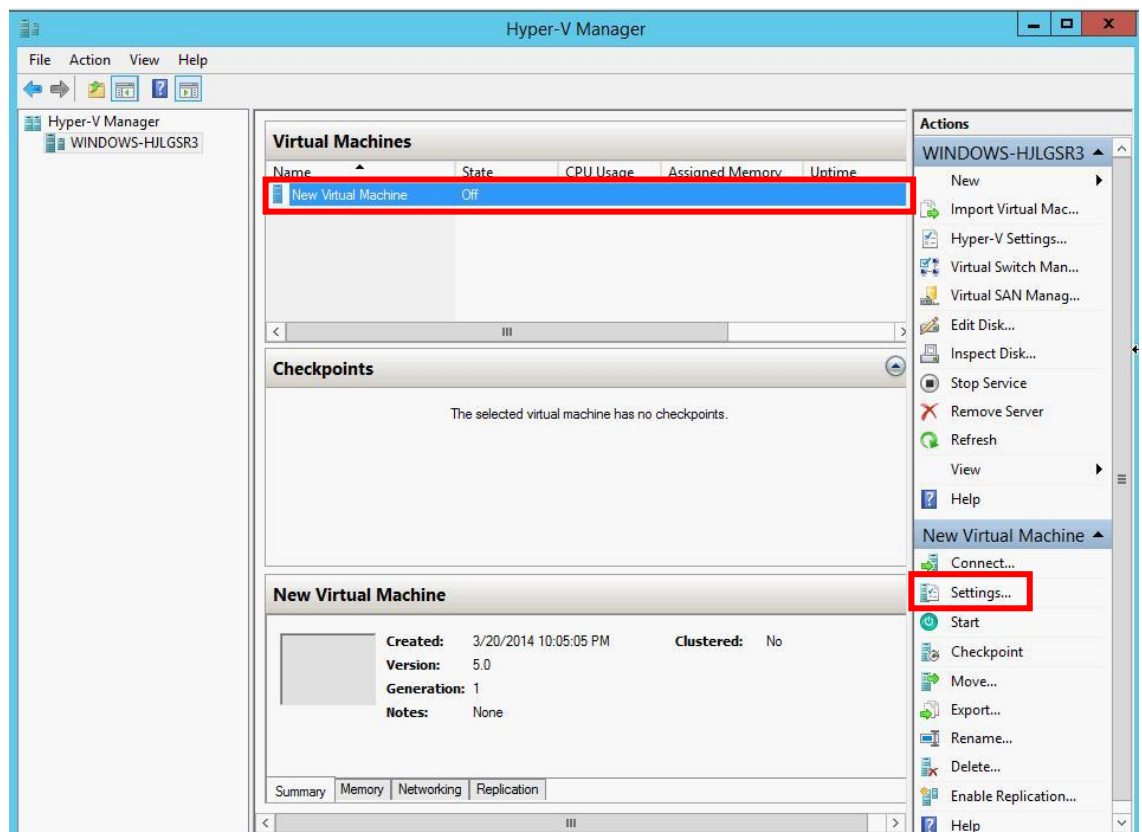 Hyper-V Manager
File Action View Help
Hyper-V Manager
WINDOWS-HJLGSR3
Virtual Machines
Name State CPU Usage Assigned Memory Uptime
New Virtual Machine Off
Checkpoints
The selected virtual machine has no checkpoints.
New Virtual Machine
Created: 3/20/2014 10:05:05 PM Clustered: No
Version: 5.0
Generation: 1
Notes: None
Summary Memory Networking Replication
Actions
WINDOWS-HJLGSR3
New
Import Virtual Mac...
Hyper-V Settings...
Virtual Switch Man...
Virtual SAN Manag...
Edit Disk...
Inspect Disk...
Stop Service
Remove Server
Refresh
View
Help
New Virtual Machine
Connect...
Settings...
Start
Checkpoint
Move...
Export...
Rename...
Delete...
Enable Replication...
Help